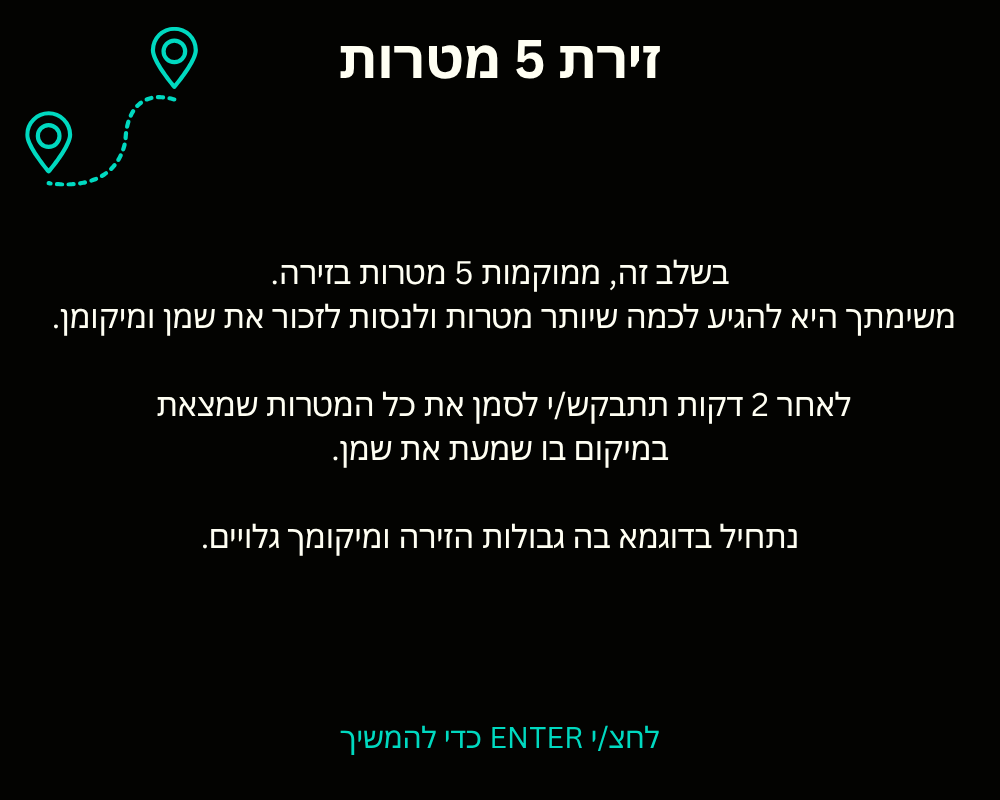 זירת 5 מטרות
בשלב זה, ממוקמות 5 מטרות בזירה.
משימתך היא להגיע לכמה שיותר מטרות ולנסות לזכור את שמן ומיקומן.
לאחר 2 דקות תתבקש/י לסמן את כל המטרות שמצאת
במיקום בו שמעת את שמן.
נתחיל בדוגמא בה גבולות הזירה ומיקומך גלויים.
לחצ/י ENTER כדי להמשיך